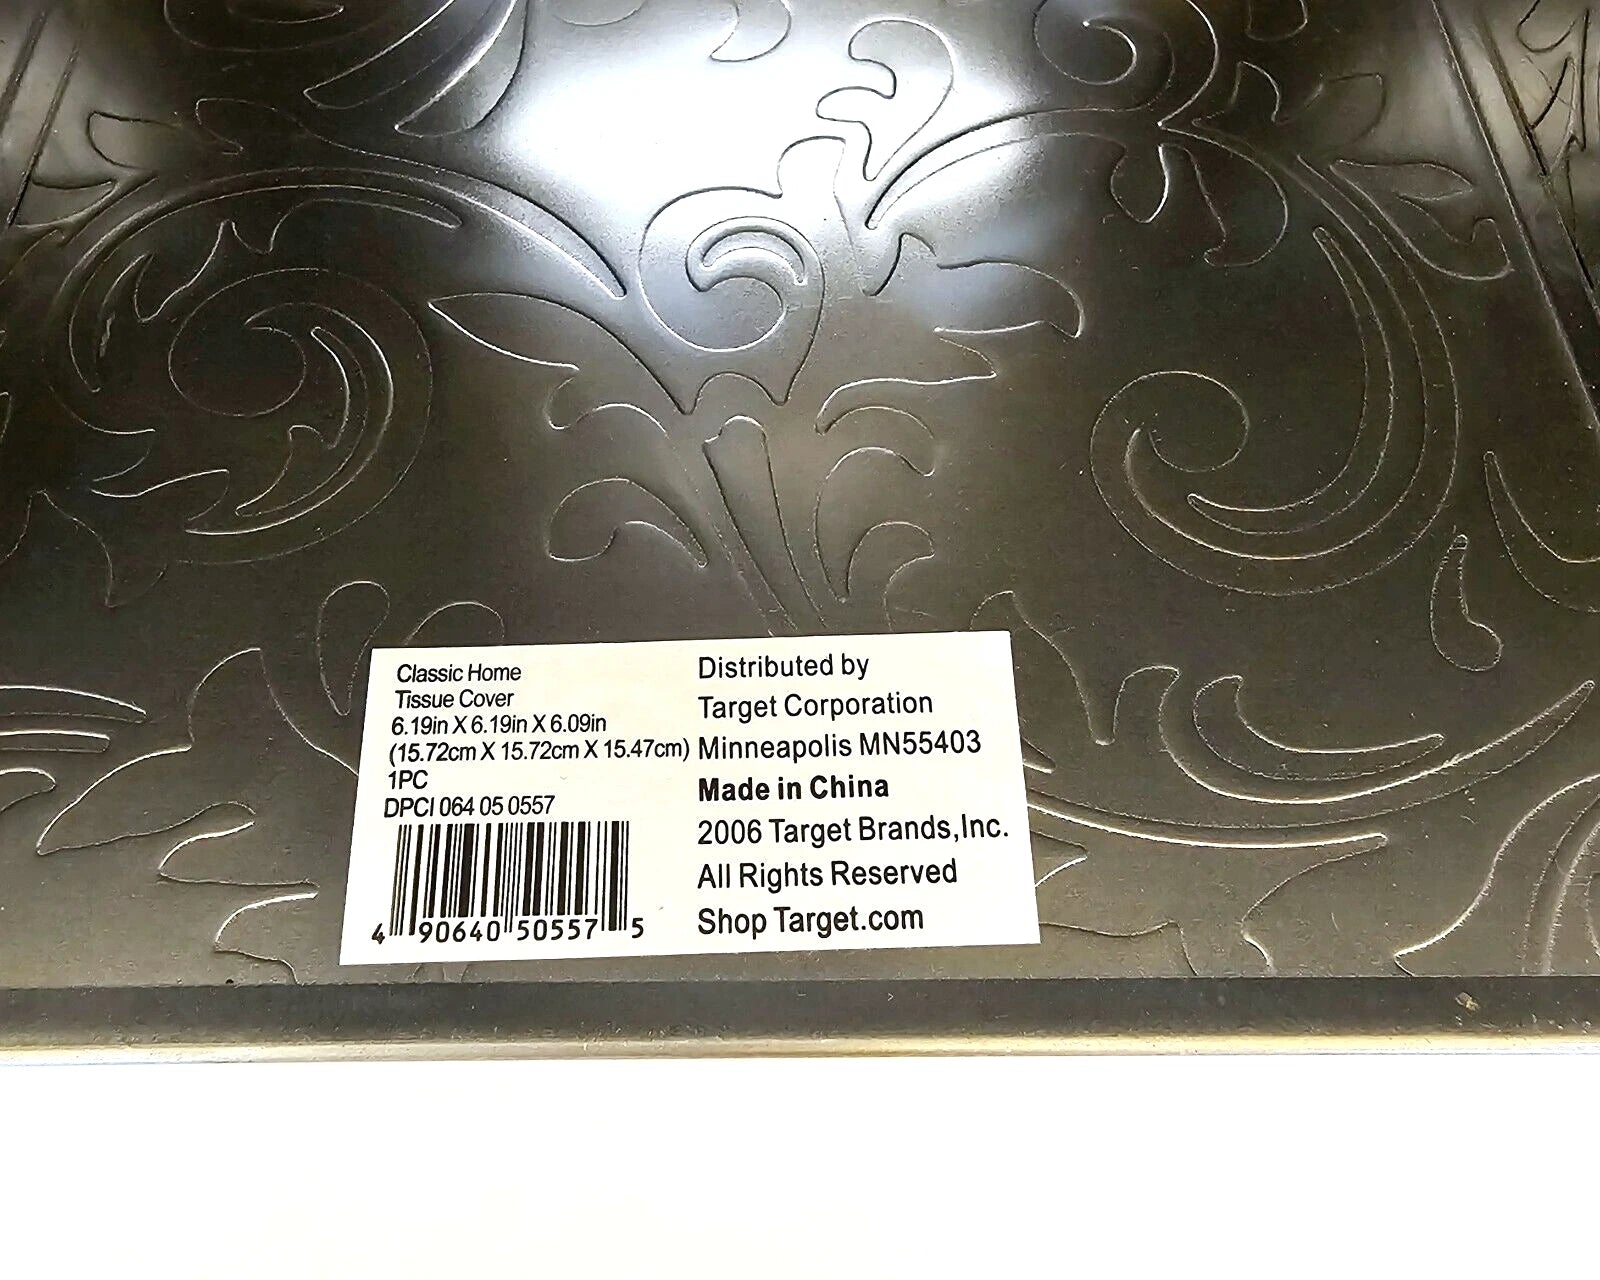 Classic Home
Tissue Cover
6.19in X 6.19in X 6.09in
(15.72cm X 15.72cm X 15.47cm)
1PC
DPCI 064 05 0557
4 90640 50557 5
Distributed by
Target Corporation
Minneapolis MN55403
Made in China
2006 Target Brands,Inc.
All Rights Reserved
Shop Target.com